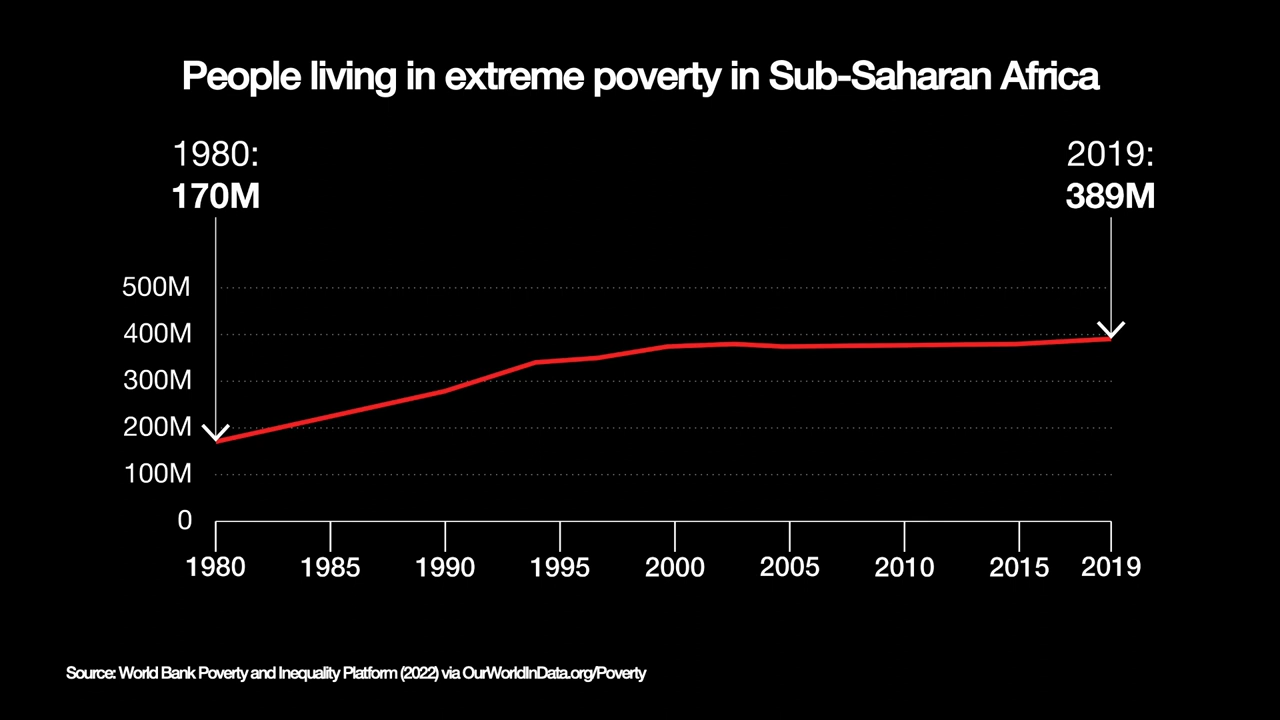 People living in extreme poverty in Sub-Saharan Africa
1980:
170M
2019:
389M
500M
400M
300M
200M
100M
0
1980 1985 1990 1995 2000 2005 2010 2015 2019
Source: World Bank Poverty and Inequality Platform (2022) via OurWorldInData.org/Poverty